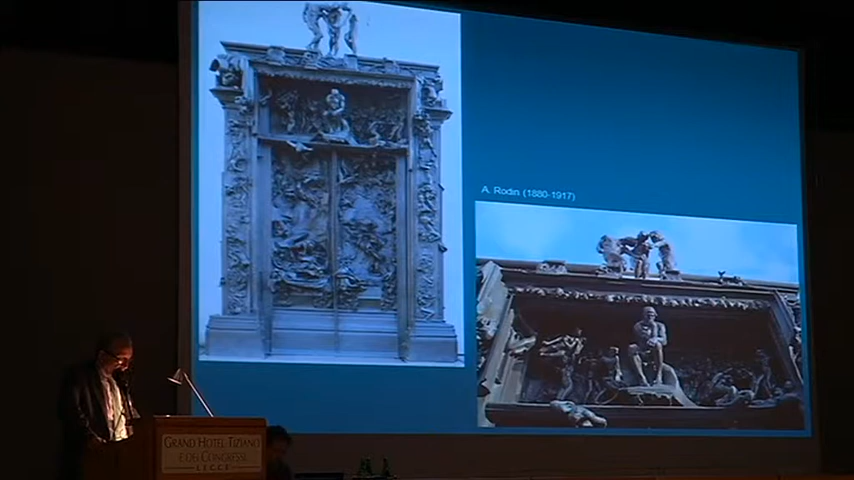 A. Rodin (1880-1917)
GRAND HOTEL TIZIANO
E DEI CONGRESSI
LECCE